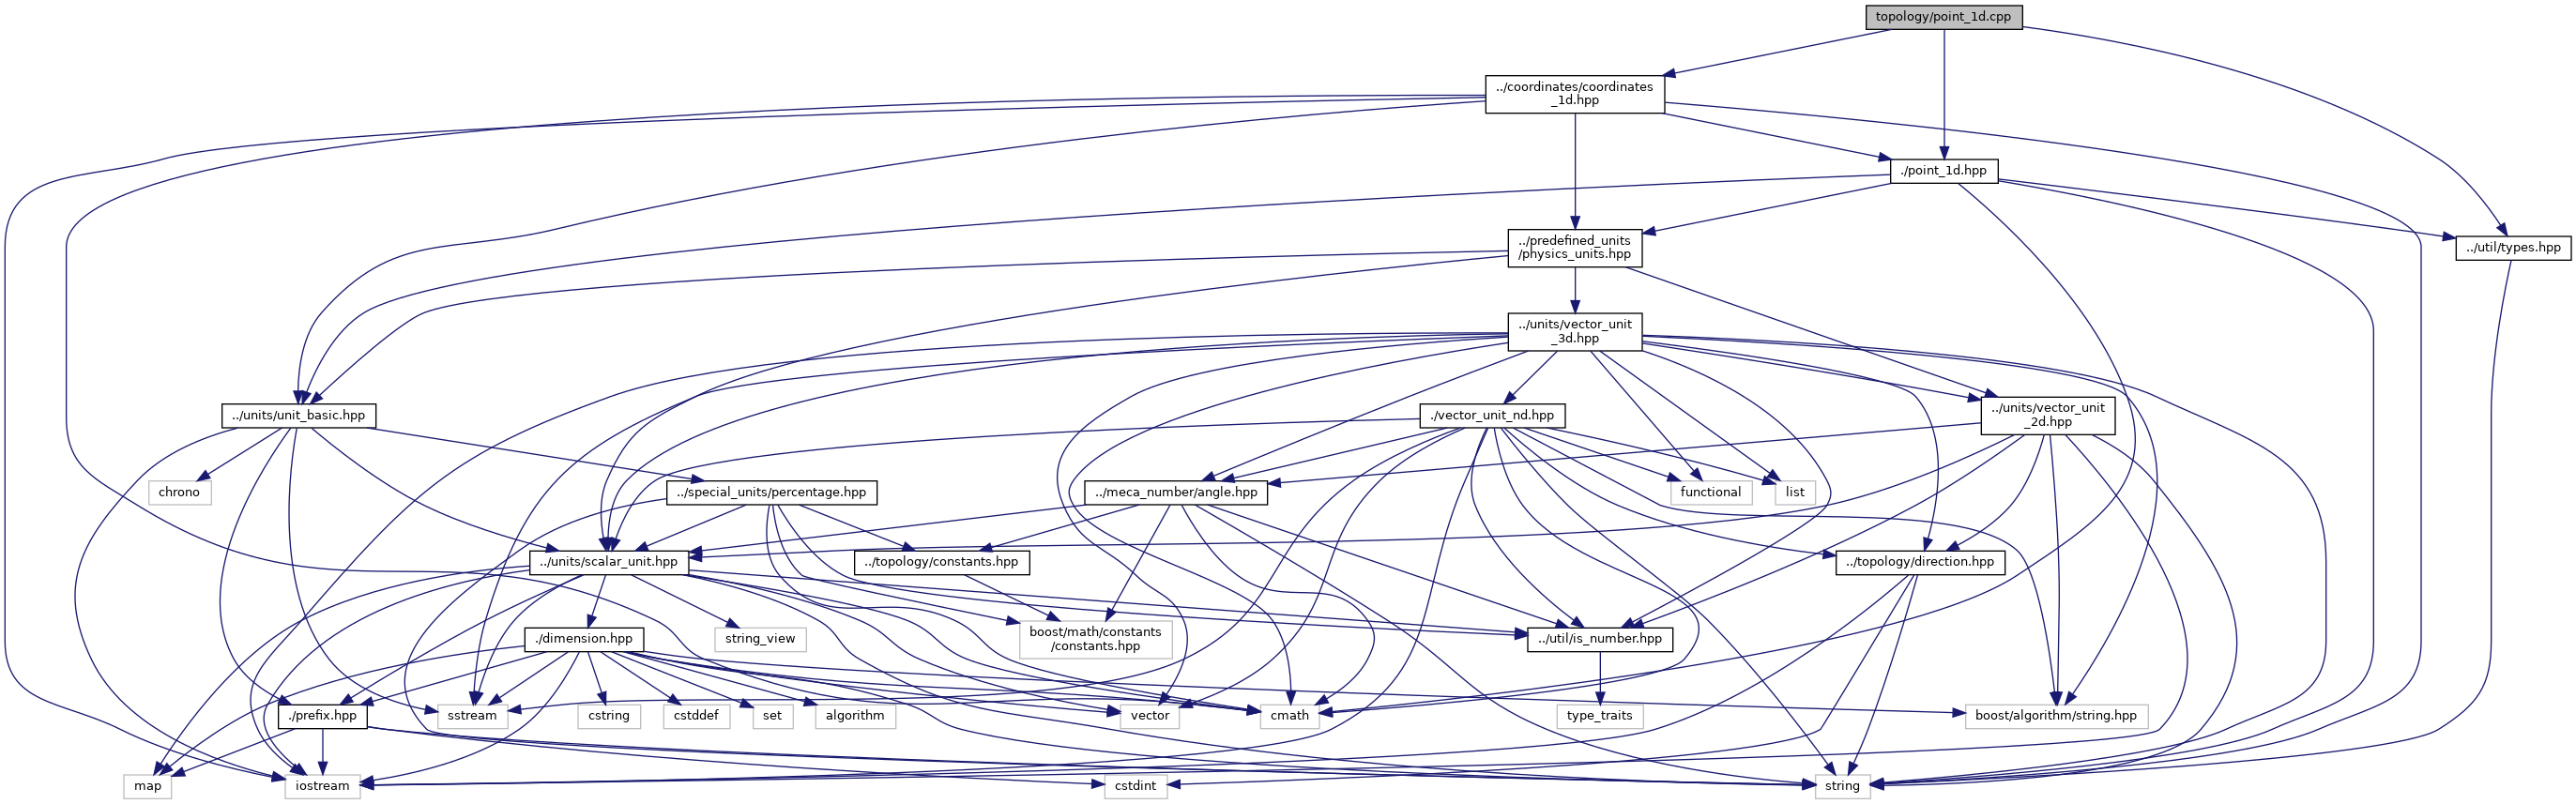 topology/point_1d.cpp
../coordinates/coordinates
_1d.hpp
./point_1d.hpp
../predefined_units
/physics_units.hpp
../util/types.hpp
../units/vector_unit
_3d.hpp
../units/unit_basic.hpp
./vector_unit_nd.hpp
../units/vector_unit
_2d.hpp
chrono
../special_units/percentage.hpp
../meca_number/angle.hpp
functional
list
../units/scalar_unit.hpp
../topology/constants.hpp
../topology/direction.hpp
./dimension.hpp
string_view
boost/math/constants
/constants.hpp
../util/is_number.hpp
./prefix.hpp
sstream
cstring
cstddef
set
algorithm
vector
cmath
type_traits
boost/algorithm/string.hpp
map
iostream
cstdint
string